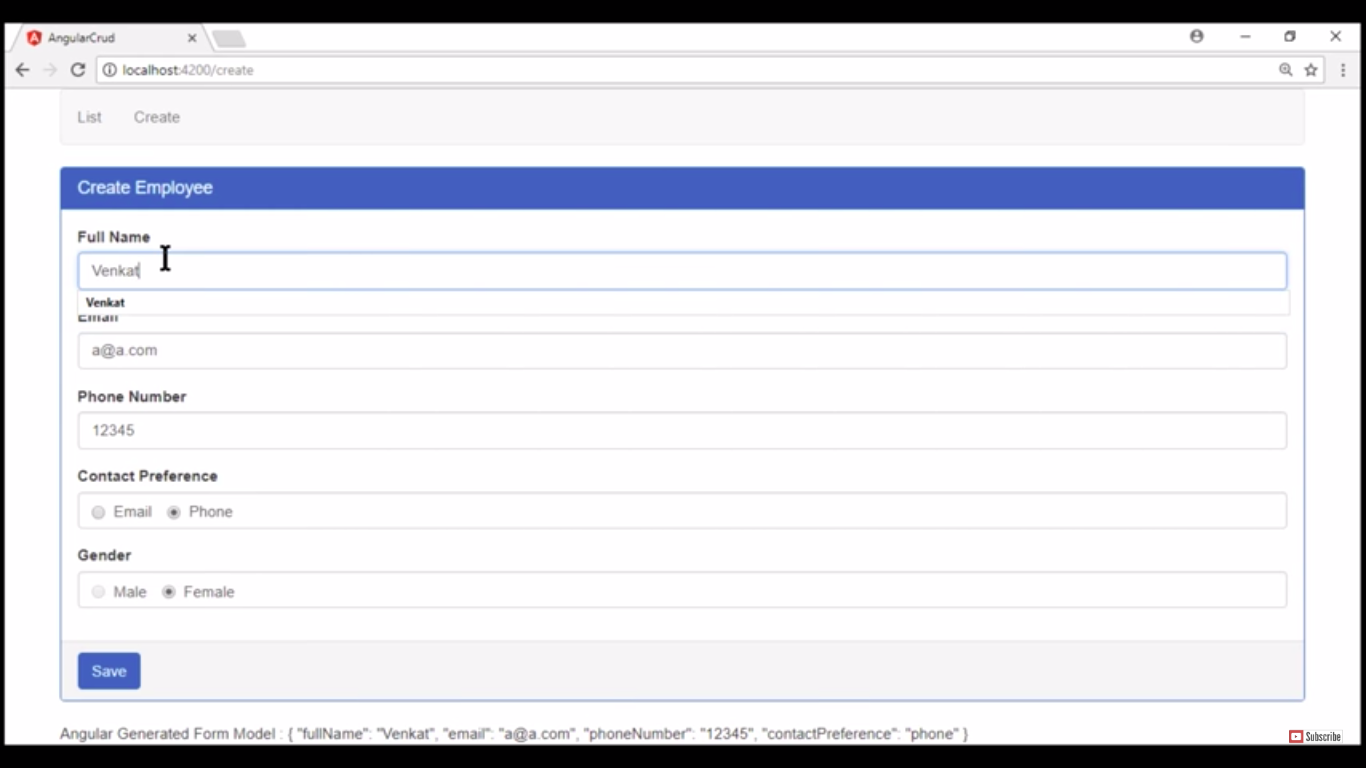 AngularCrud
localhost:4200/create
List Create
Create Employee
Full Name
Venkat
Venkat
Email
a@a.com
Phone Number
12345
Contact Preference
Email Phone
Gender
Male Female
Save
Angular Generated Form Model : { "fullName": "Venkat", "email": "a@a.com", "phoneNumber": "12345", "contactPreference": "phone" }
Subscribe